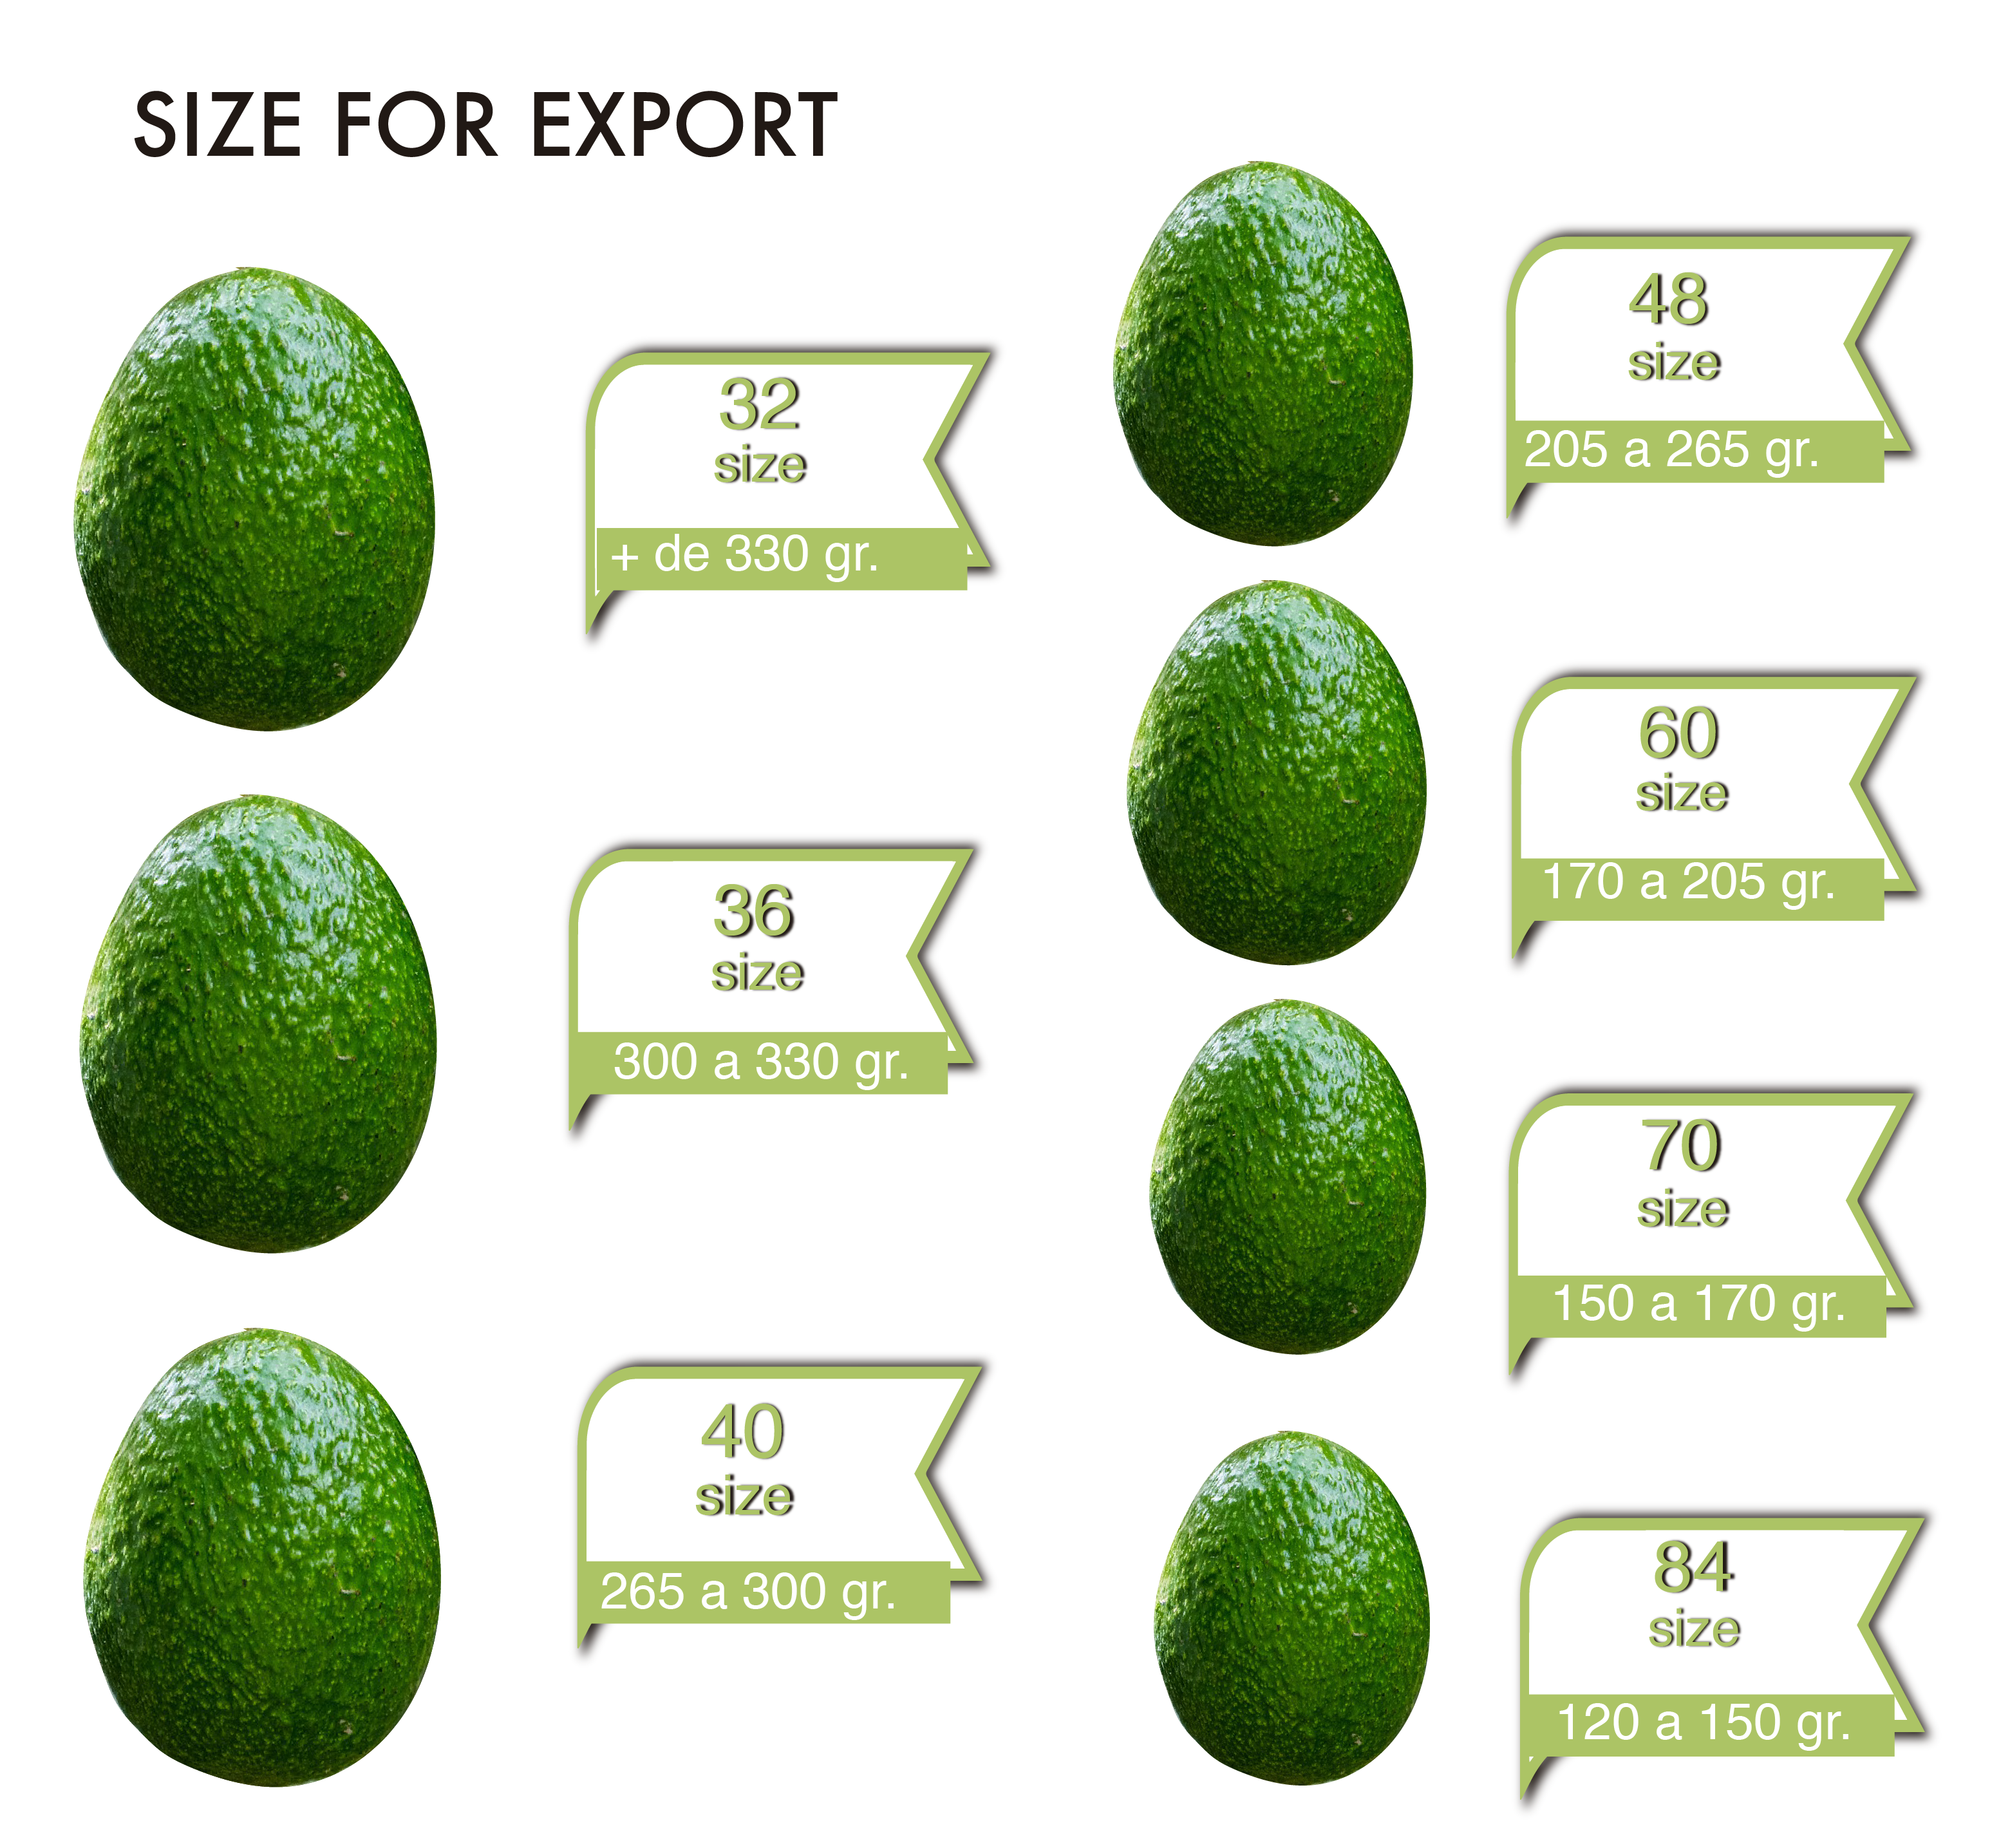 SIZE FOR EXPORT
32
size
+ de 330 gr.
36
size
300 a 330 gr.
40
size
265 a 300 gr.
48
size
205 a 265 gr.
60
size
170 a 205 gr.
70
size
150 a 170 gr.
84
size
120 a 150 gr.